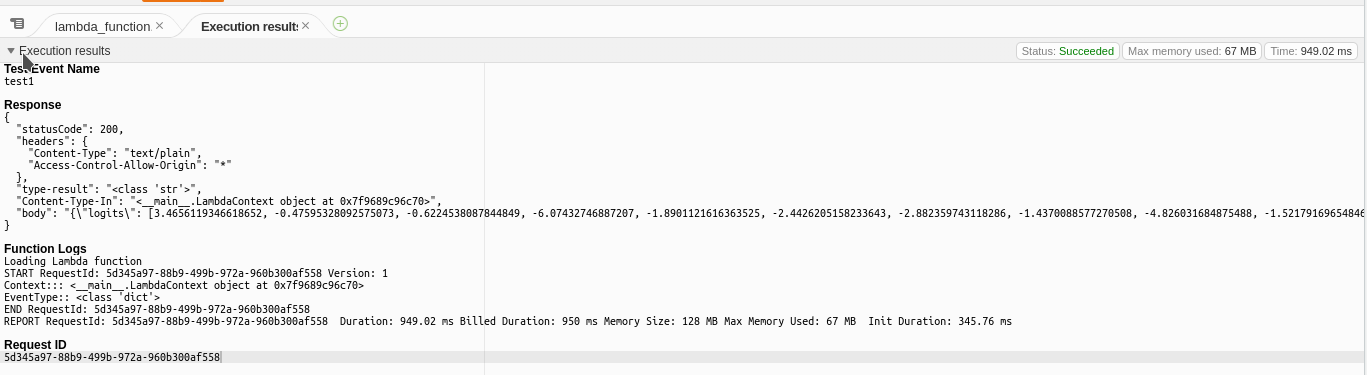 lambda_function
Execution results
Execution results
Status: Succeeded
Max memory used: 67 MB
Time: 949.02 ms
Test Event Name
test1
Response
{
"statusCode": 200,
"headers": {
"Content-Type": "text/plain",
"Access-Control-Allow-Origin": "*"
},
"type-result": "<class 'str'>",
"Content-Type-In": "<__main__.LambdaContext object at 0x7f9689c96c70>",
"body": "{\"logits\": [3.4656119346618652, -0.47595328092575073, -0.6224538087844849, -6.07432746887207, -1.8901121616363525, -2.4426205158233643, -2.882359743118286, -1.4370088577270508, -4.826031684875488, -1.52179169654846
}
Function Logs
Loading Lambda function
START RequestId: 5d345a97-88b9-499b-972a-960b300af558 Version: 1
Context::: <__main__.LambdaContext object at 0x7f9689c96c70>
EventType:: <class 'dict'>
END RequestId: 5d345a97-88b9-499b-972a-960b300af558
REPORT RequestId: 5d345a97-88b9-499b-972a-960b300af558  Duration: 949.02 ms Billed Duration: 950 ms Memory Size: 128 MB Max Memory Used: 67 MB  Init Duration: 345.76 ms
Request ID
5d345a97-88b9-499b-972a-960b300af558